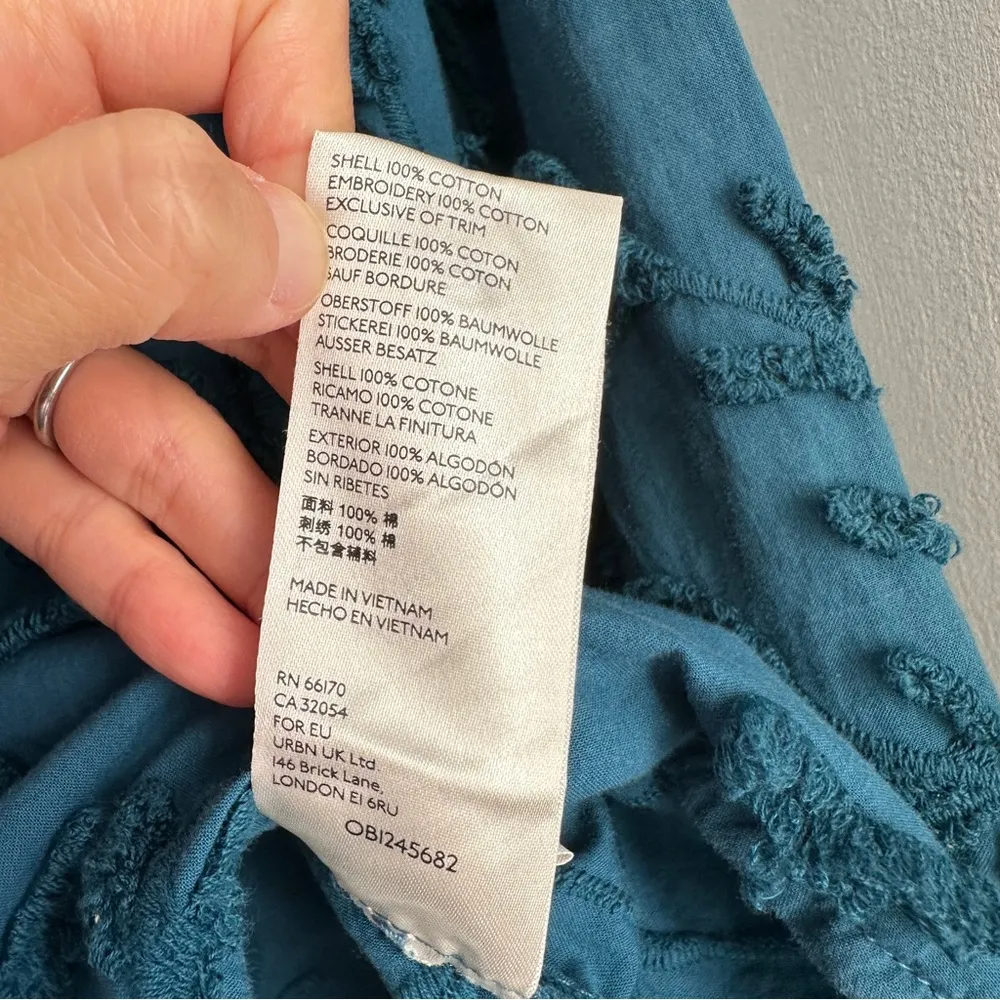 SHELL 100% COTTON
EMBROIDERY 100% COTTON
EXCLUSIVE OF TRIM
COQUILLE 100% COTON
BRODERIE 100% COTON
SAUF BORDURE
OBERSTOFF 100% BAUMWOLLE
STICKEREI 100% BAUMWOLLE
AUSSER BESATZ
SHELL 100% COTONE
RICAMO 100% COTONE
TRANNE LA FINITURA
EXTERIOR 100% ALGODÓN
BORDADO 100% ALGODÓN
SIN RIBETES
面料 100% 棉
刺绣 100% 棉
不包含辅料
MADE IN VIETNAM
HECHO EN VIETNAM
RN 66170
CA 32054
FOR EU
URBN UK Ltd.
146 Brick Lane,
LONDON E1 6RU
OB1245682